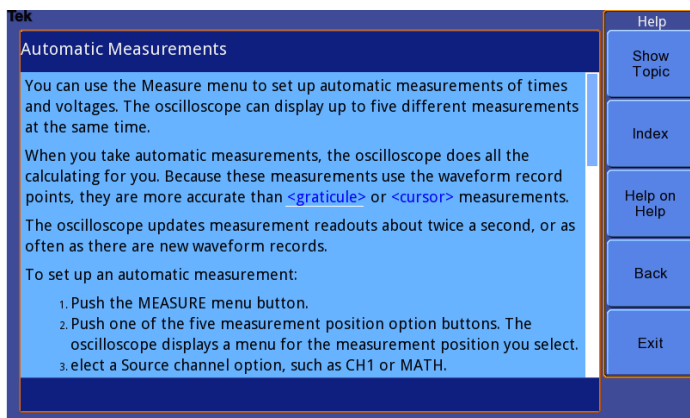 Tek
Help
Automatic Measurements
You can use the Measure menu to set up automatic measurements of times
and voltages. The oscilloscope can display up to five different measurements
at the same time.
When you take automatic measurements, the oscilloscope does all the
calculating for you. Because these measurements use the waveform record
points, they are more accurate than <graticule> or <cursor> measurements.
The oscilloscope updates measurement readouts about twice a second, or as
often as there are new waveform records.
To set up an automatic measurement:
1. Push the MEASURE menu button.
2. Push one of the five measurement position option buttons. The
oscilloscope displays a menu for the measurement position you select.
3. elect a Source channel option, such as CH1 or MATH.
Show
Topic
Index
Help on
Help
Back
Exit